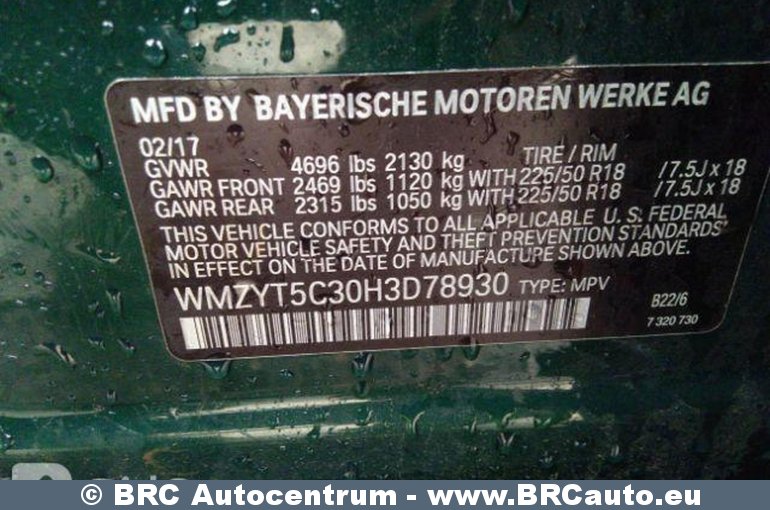 MFD BY BAYERISCHE MOTOREN WERKE AG
02/17 TIRE / RIM
GVWR 4696 lbs 2130 kg
GAWR FRONT 2469 lbs 1120 kg WITH 225/50 R18 /7.5J x 18
GAWR REAR 2315 lbs 1050 kg WITH 225/50 R18 /7.5J x 18
THIS VEHICLE CONFORMS TO ALL APPLICABLE U. S. FEDERAL
MOTOR VEHICLE SAFETY AND THEFT PREVENTION STANDARDS
IN EFFECT ON THE DATE OF MANUFACTURE SHOWN ABOVE.
WMZYT5C30H3D78930 TYPE: MPV
B22/6
7 320 730
© BRC Autocentrum - www.BRCauto.eu